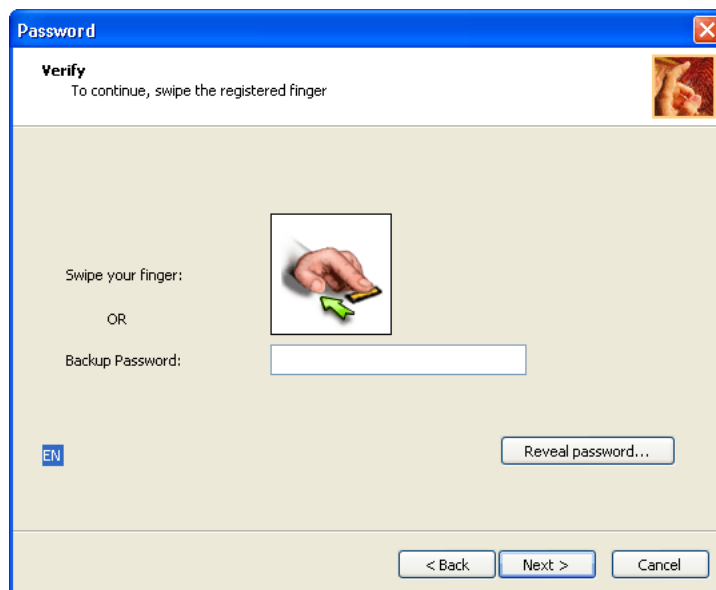 Password
Verify
To continue, swipe the registered finger
Swipe your finger:
OR
Backup Password:
EN
Reveal password...
< Back
Next >
Cancel